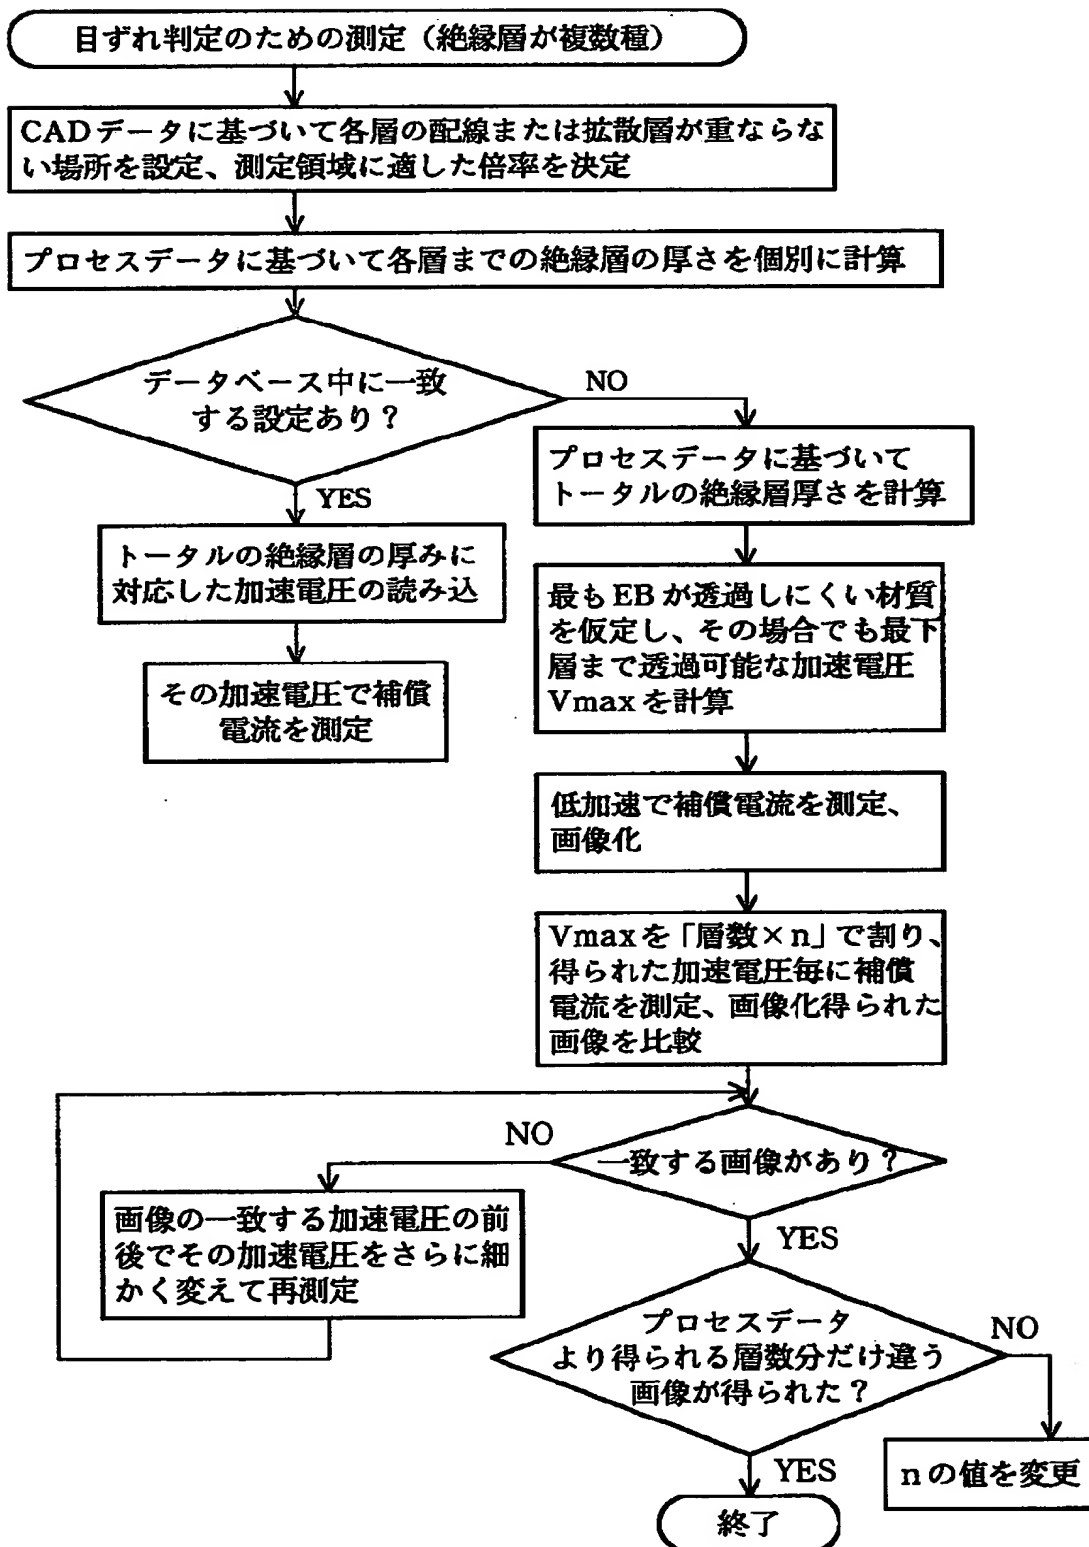 目ずれ判定のための測定(絶縁層が複数種)
CADデータに基づいて各層の配線または拡散層が重ならな
い場所を設定、測定領域に適した倍率を決定
プロセスデータに基づいて各層までの絶縁層の厚さを個別に計算
データベース中に一致
する設定あり?
NO
YES
トータルの絶縁層の厚みに
対応した加速電圧の読み込
その加速電圧で補償
電流を測定
プロセスデータに基づいて
トータルの絶縁層厚さを計算
最もEBが透過しにくい材質
を仮定し、その場合でも最下
層まで透過可能な加速電圧
Vmaxを計算
低加速で補償電流を測定、
画像化
Vmaxを「層数×n」で割り、
得られた加速電圧毎に補償
電流を測定、画像化得られた
画像を比較
一致する画像があり?
NO
YES
画像の一致する加速電圧の前
後でその加速電圧をさらに細
かく変えて再測定
プロセスデータ
より得られる層数分だけ違う
画像が得られた?
NO
YES
nの値を変更
終了